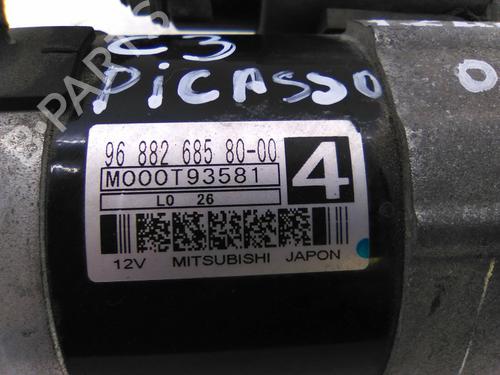 C3
PiCASSO
96 882 685 80-00
M000T93581
4
L0 26
12V MITSUBISHI JAPON